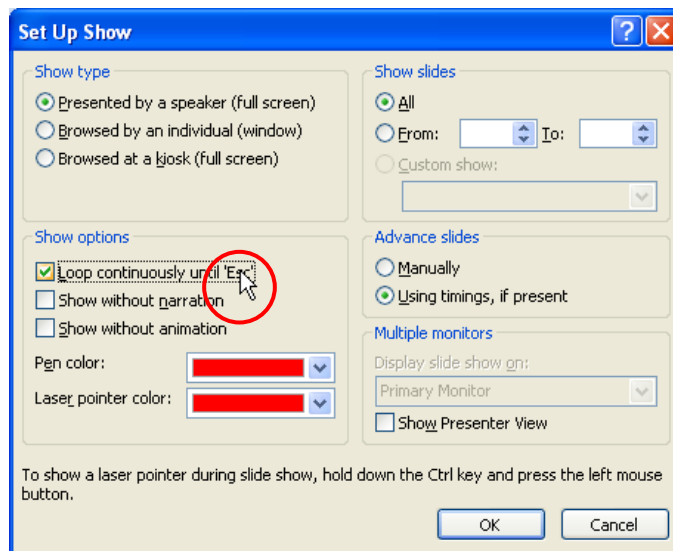 Set Up Show
Show type
Presented by a speaker (full screen)
Browsed by an individual (window)
Browsed at a kiosk (full screen)
Show slides
All
From: To:
Custom show:
Show options
Loop continuously until 'Esc'
Show without narration
Show without animation
Pen color:
Laser pointer color:
Advance slides
Manually
Using timings, if present
Multiple monitors
Display slide show on:
Primary Monitor
Show Presenter View
To show a laser pointer during slide show, hold down the Ctrl key and press the left mouse
button.
OK Cancel